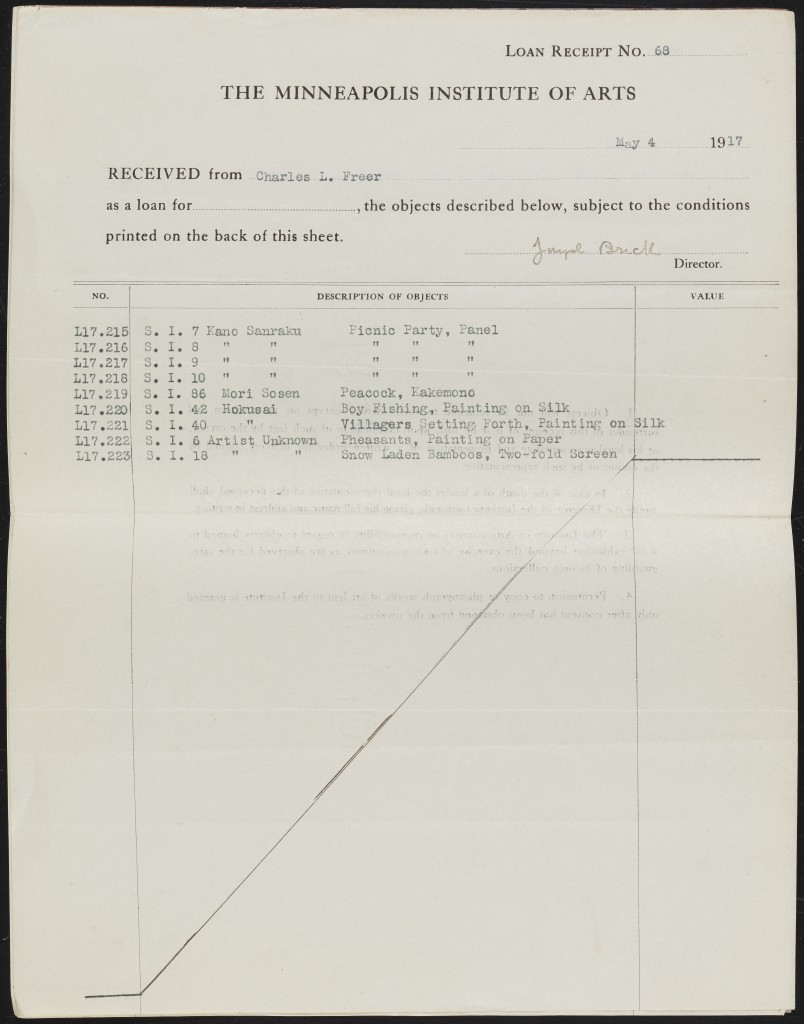 LOAN RECEIPT NO. 68
THE MINNEAPOLIS INSTITUTE OF ARTS
May 4 1917
RECEIVED from Charles L. Freer
as a loan for, the objects described below, subject to the conditions
printed on the back of this sheet.
Joseph Breck
Director.
NO. DESCRIPTION OF OBJECTS VALUE
L17.215 S. I. 7 Kano Sanraku Picnic Party, Panel
L17.216 S. I. 8 " " " " "
L17.217 S. I. 9 " " " " "
L17.218 S. I. 10 " " " " "
L17.219 S. I. 86 Mori Sosen Peacock, Kakemono
L17.220 S. I. 42 Hokusai Boy Fishing, Painting on Silk
L17.221 S. I. 40 " Villagers Setting Forth, Painting on Silk
L17.222 S. I. 6 Artist Unknown Pheasants, Painting on Paper
L17.223 S. I. 18 " " Snow Laden Bamboos, Two-fold Screen